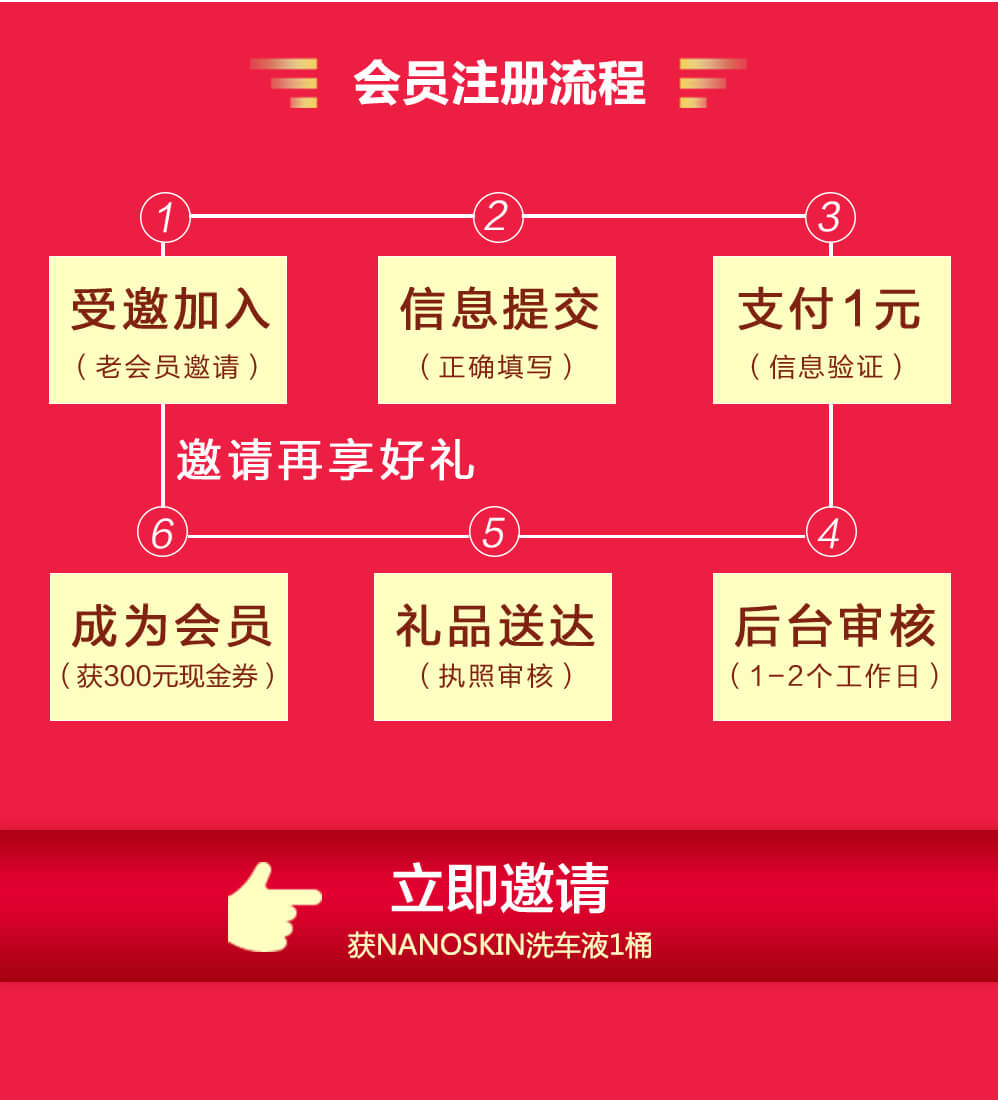 会员注册流程
1
2
3
受邀加入
（老会员邀请）
信息提交
（正确填写）
支付1元
（信息验证）
邀请再享好礼
6
5
4
成为会员
（获300元现金券）
礼品送达
（执照审核）
后台审核
（1-2个工作日）
立即邀请
获NANOSKIN洗车液1桶